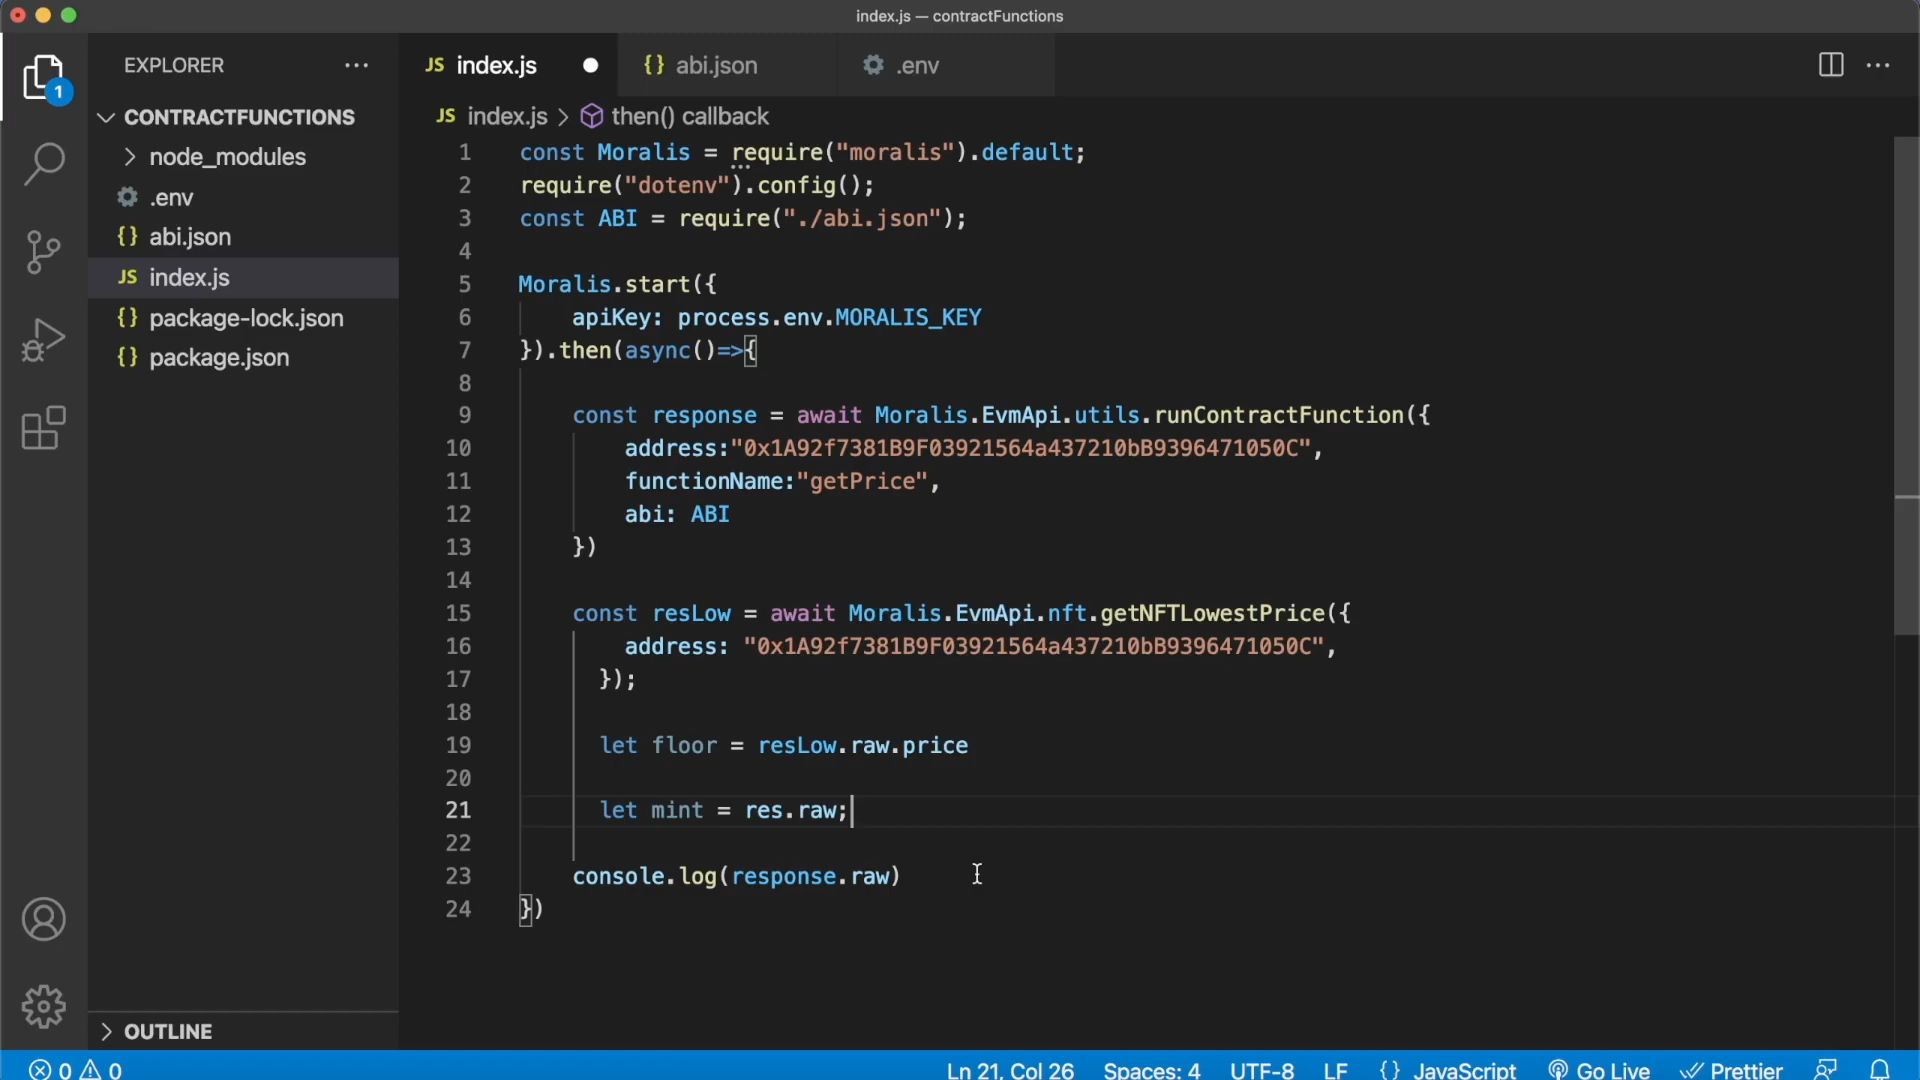 index.js — contractFunctions
EXPLORER
JS index.js
{} abi.json
.env
1
CONTRACTFUNCTIONS
node_modules
.env
{} abi.json
JS index.js
{} package-lock.json
{} package.json
JS index.js > then() callback
1 const Moralis = require("moralis").default;
2 require("dotenv").config();
3 const ABI = require("./abi.json");
4
5 Moralis.start({
6 apiKey: process.env.MORALIS_KEY
7 }).then(async()=>{
8
9 const response = await Moralis.EvmApi.utils.runContractFunction({
10 address:"0x1A92f7381B9F03921564a437210bB9396471050C",
11 functionName:"getPrice",
12 abi: ABI
13 })
14
15 const resLow = await Moralis.EvmApi.nft.getNFTLowestPrice({
16 address: "0x1A92f7381B9F03921564a437210bB9396471050C",
17 });
18
19 let floor = resLow.raw.price
20
21 let mint = res.raw;
22
23 console.log(response.raw)
24 })
OUTLINE
0 0
Ln 21, Col 26
Spaces: 4
UTF-8
LF
{} JavaScript
Go Live
Prettier